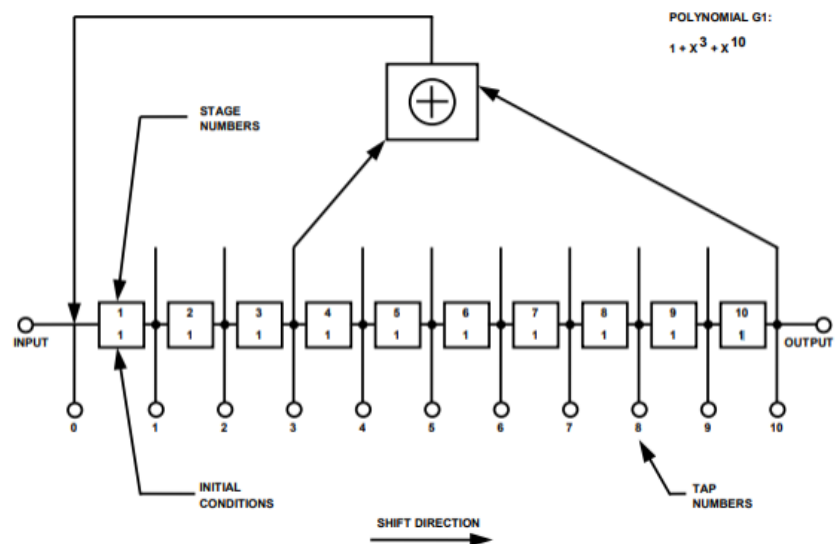 POLYNOMIAL G1:
1 + X^3 + X^10
STAGE
NUMBERS
1 2 3 4 5 6 7 8 9 10
1 1 1 1 1 1 1 1 1 1
INPUT
OUTPUT
0 1 2 3 4 5 6 7 8 9 10
INITIAL
CONDITIONS
TAP
NUMBERS
SHIFT DIRECTION